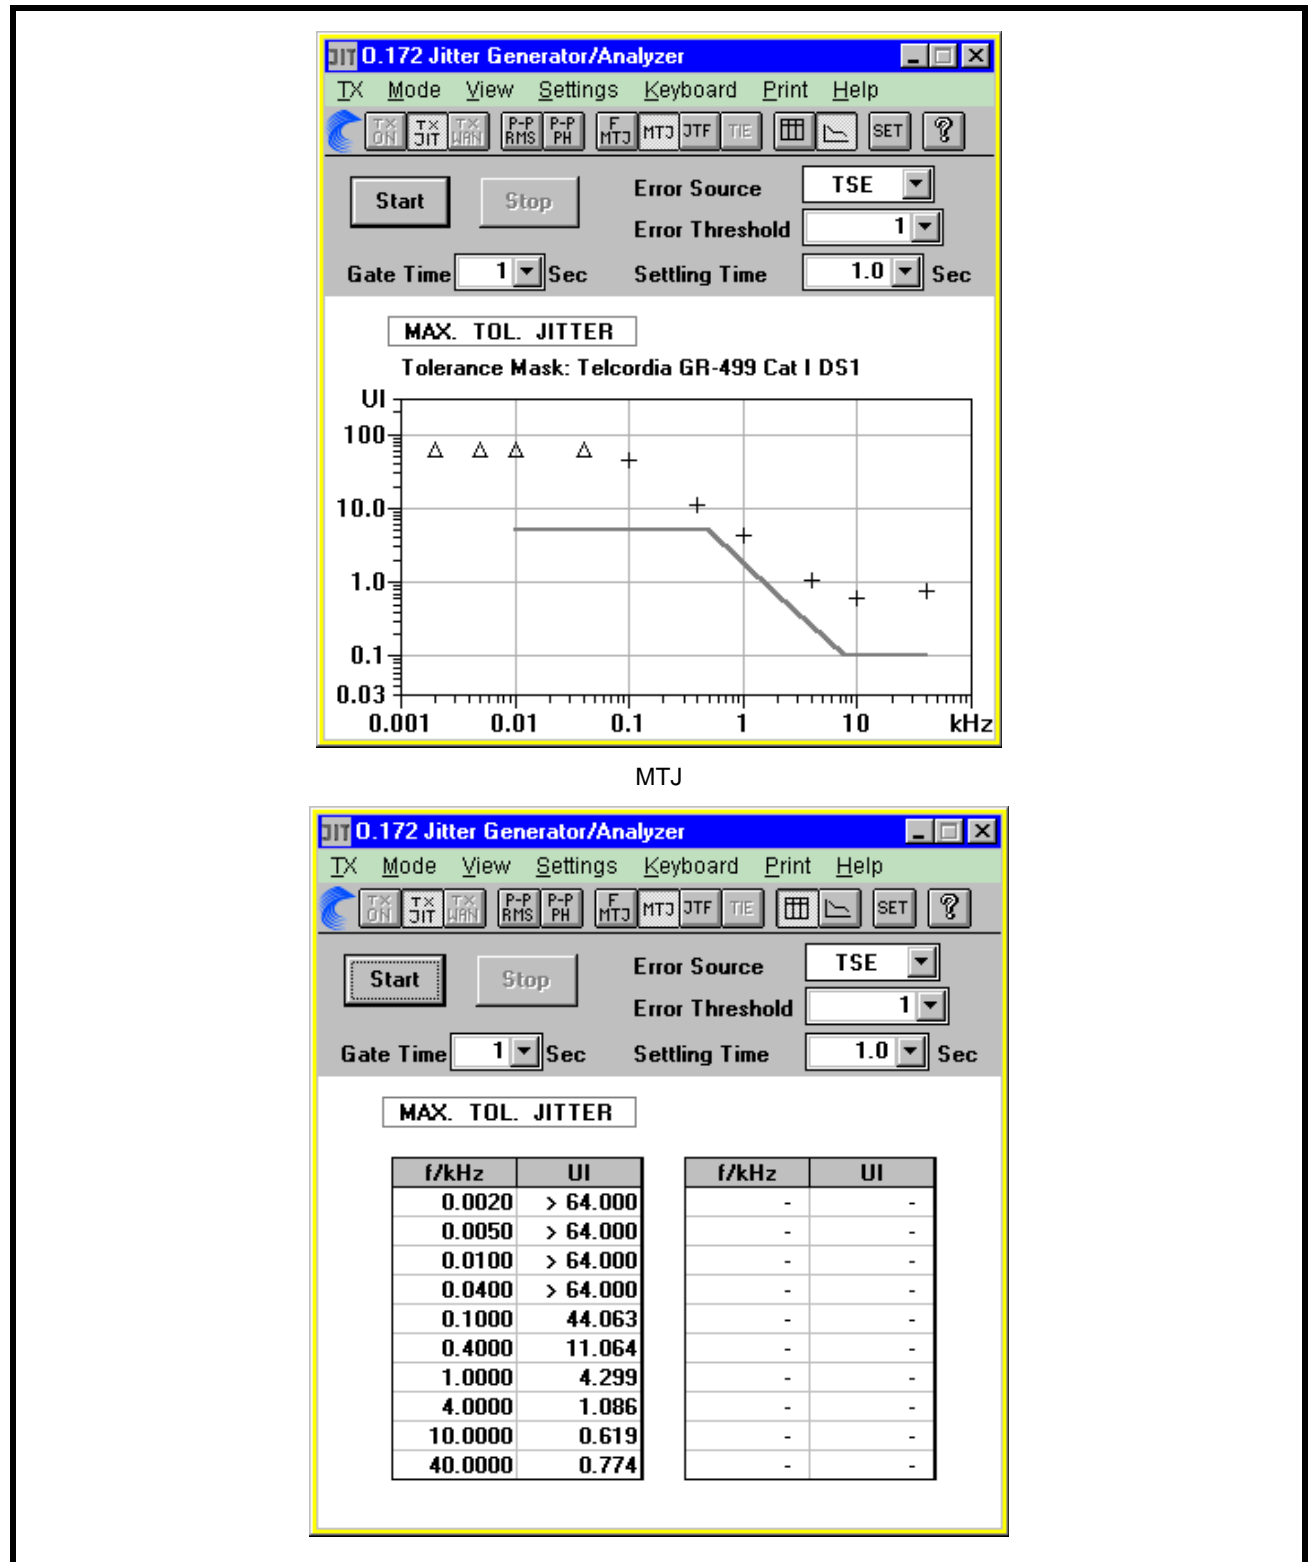 JIT O.172 Jitter Generator/Analyzer
TX Mode View Settings Keyboard Print Help
TX ON TX JIT TX WAN P-P RMS P-P PH F MTJ MTJ JTF TIE SET ?
Start Stop Error Source TSE
Error Threshold 1
Gate Time 1 Sec Settling Time 1.0 Sec
MAX. TOL. JITTER
Tolerance Mask: Telcordia GR-499 Cat I DS1
UI
100
10.0
1.0
0.1
0.03
0.001 0.01 0.1 1 10 kHz
MTJ
JIT O.172 Jitter Generator/Analyzer
TX Mode View Settings Keyboard Print Help
TX ON TX JIT TX WAN P-P RMS P-P PH F MTJ MTJ JTF TIE SET ?
Start Stop Error Source TSE
Error Threshold 1
Gate Time 1 Sec Settling Time 1.0 Sec
MAX. TOL. JITTER
f/kHz UI f/kHz UI
0.0020 > 64.000 - -
0.0050 > 64.000 - -
0.0100 > 64.000 - -
0.0400 > 64.000 - -
0.1000 44.063 - -
0.4000 11.064 - -
1.0000 4.299 - -
4.0000 1.086 - -
10.0000 0.619 - -
40.0000 0.774 - -